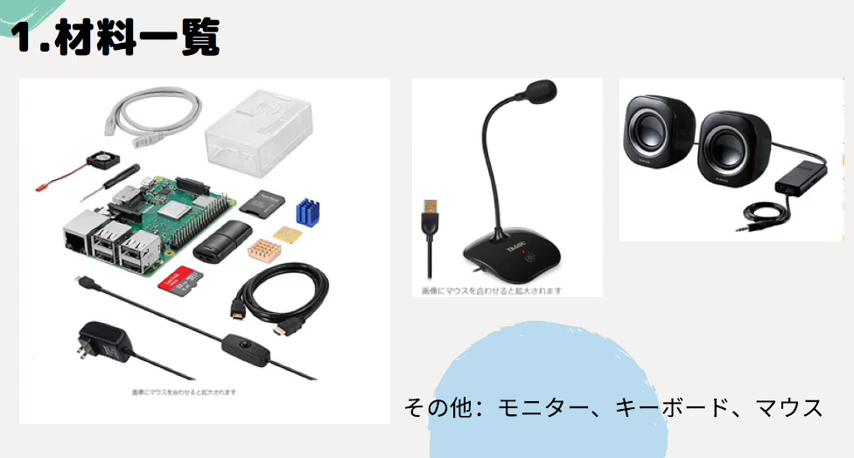 1.材料一覧
画像にマウスを合わせると拡大されます
画像にマウスを合わせると拡大されます
その他：モニター、キーボード、マウス